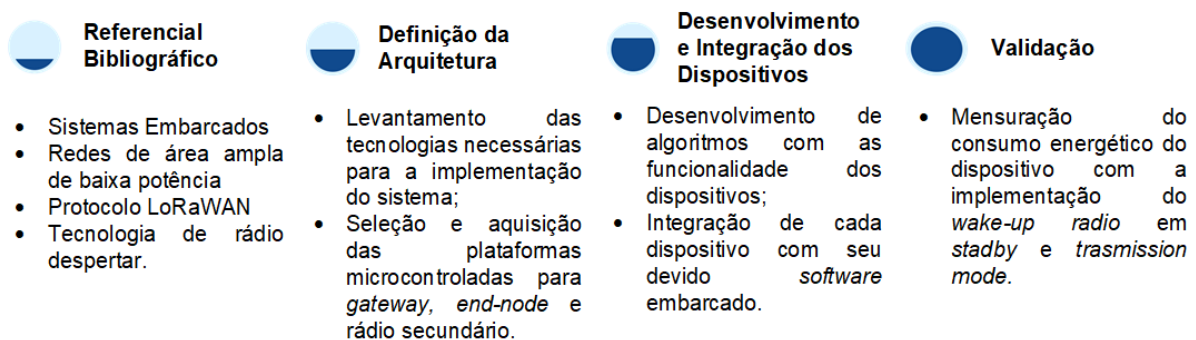 Referencial
Bibliográfico
• Sistemas Embarcados
• Redes de área ampla
de baixa potência
• Protocolo LoRaWAN
• Tecnologia de rádio
despertar.
Definição da
Arquitetura
• Levantamento das
tecnologias necessárias
para a implementação
do sistema;
• Seleção e aquisição
das plataformas
microcontroladas para
gateway, end-node e
rádio secundário.
Desenvolvimento
e Integração dos
Dispositivos
• Desenvolvimento de
algoritmos com as
funcionalidade dos
dispositivos;
• Integração de cada
dispositivo com seu
devido software
embarcado.
Validação
• Mensuração do
consumo energético do
dispositivo com a
implementação do
wake-up radio em
stadby e trasmission
mode.